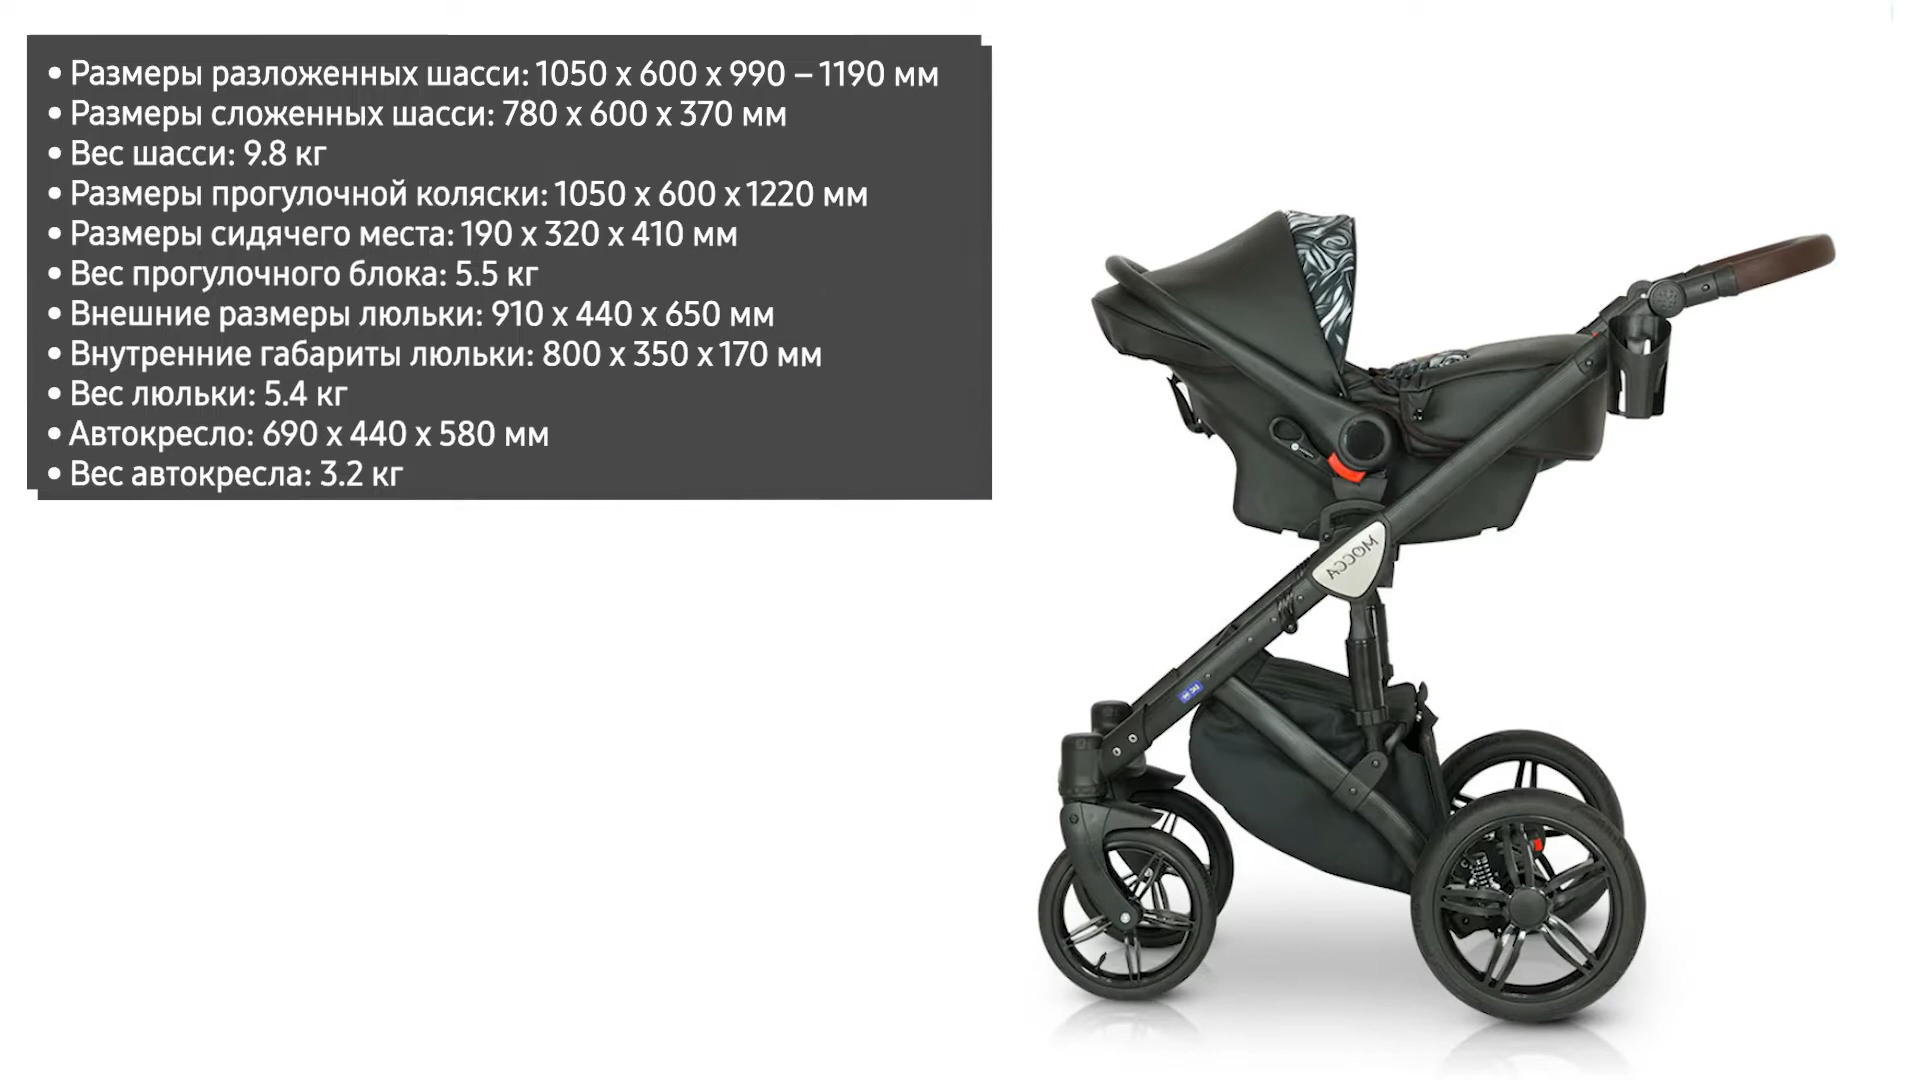 • Размеры разложенных шасси: 1050 x 600 x 990 – 1190 мм
• Размеры сложенных шасси: 780 x 600 x 370 мм
• Вес шасси: 9.8 кг
• Размеры прогулочной коляски: 1050 x 600 x 1220 мм
• Размеры сидячего места: 190 x 320 x 410 мм
• Вес прогулочного блока: 5.5 кг
• Внешние размеры люльки: 910 x 440 x 650 мм
• Внутренние габариты люльки: 800 x 350 x 170 мм
• Вес люльки: 5.4 кг
• Автокресло: 690 x 440 x 580 мм
• Вес автокресла: 3.2 кг
MOCCA